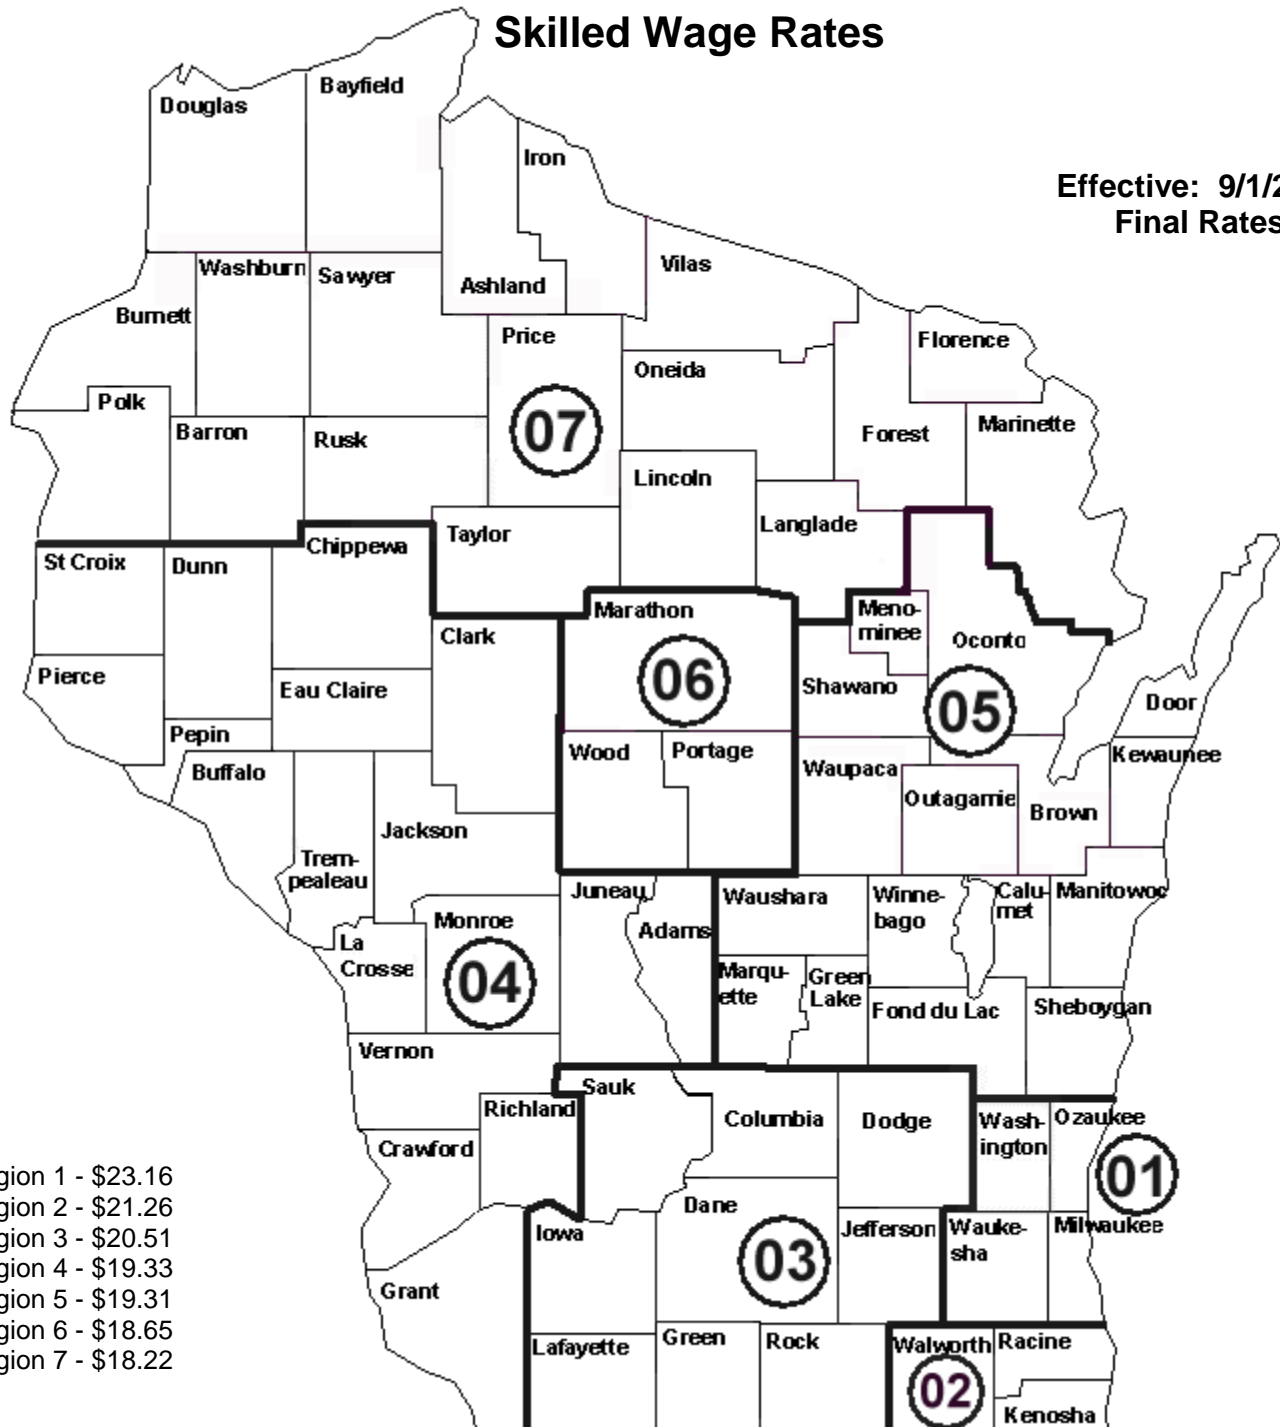 Skilled Wage Rates
Effective: 9/1/2
Final Rates
Douglas
Bayfield
Iron
Vilas
Washburn
Sawyer
Ashland
Burnett
Price
Florence
Oneida
Polk
Barron
Rusk
07
Forest
Marinette
Lincoln
Langlade
Taylor
Chippewa
St Croix
Dunn
Marathon
Meno-
minee
Clark
Oconto
Pierce
Eau Claire
06
Shawano
05
Door
Pepin
Buffalo
Wood
Portage
Waupaca
Kewaunee
Outagamie
Brown
Jackson
Trem-
pealeau
Juneau
Adams
Waushara
Winne-
bago
Calu-
met
Manitowoc
Monroe
La
Crosse
04
Marqu-
ette
Green
Lake
Fond du Lac
Sheboygan
Vernon
Sauk
Richland
Columbia
Dodge
Wash-
ington
Ozaukee
Crawford
01
Dane
Iowa
Jefferson
Wauke-
sha
Milwaukee
03
Grant
Lafayette
Green
Rock
Walworth
Racine
02
Kenosha
gion 1 - $23.16
gion 2 - $21.26
gion 3 - $20.51
gion 4 - $19.33
gion 5 - $19.31
gion 6 - $18.65
gion 7 - $18.22